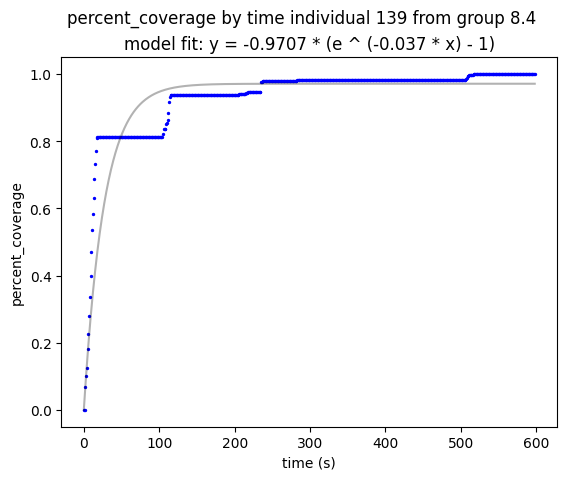 percent_coverage by time individual 139 from group 8.4
model fit: y = -0.9707 * (e ^ (-0.037 * x) - 1)
1.0
0.8
0.6
0.4
0.2
0.0
percent_coverage
0 100 200 300 400 500 600
time (s)